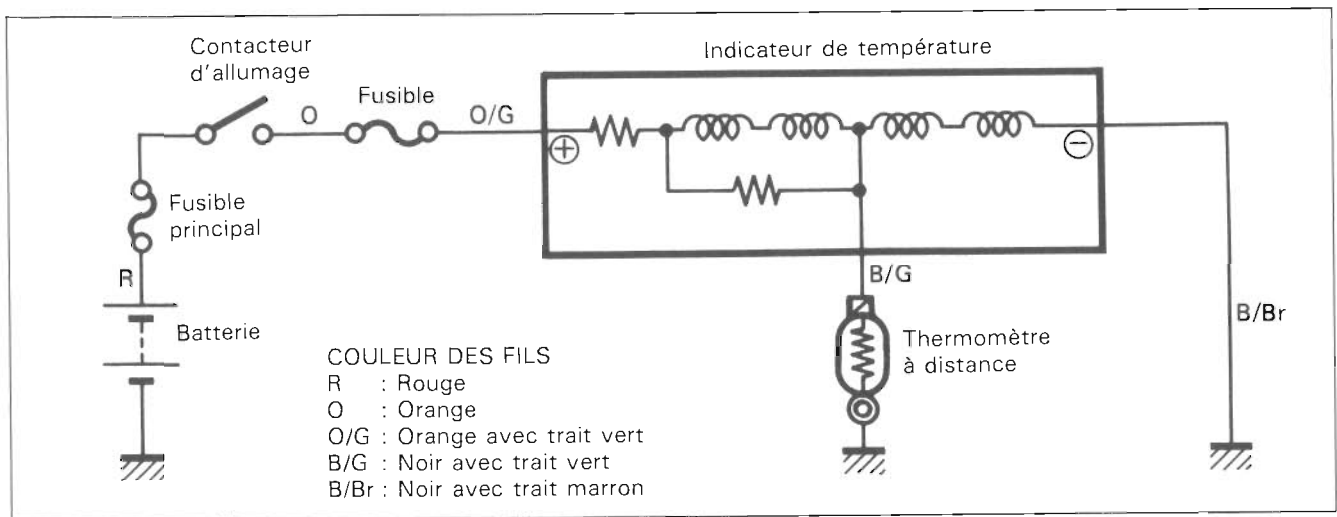 Contacteur
d'allumage
Indicateur de température
O
Fusible
O/G
+
−
Fusible
principal
R
B/G
Batterie
B/Br
Thermomètre
à distance
COULEUR DES FILS
R : Rouge
O : Orange
O/G : Orange avec trait vert
B/G : Noir avec trait vert
B/Br : Noir avec trait marron